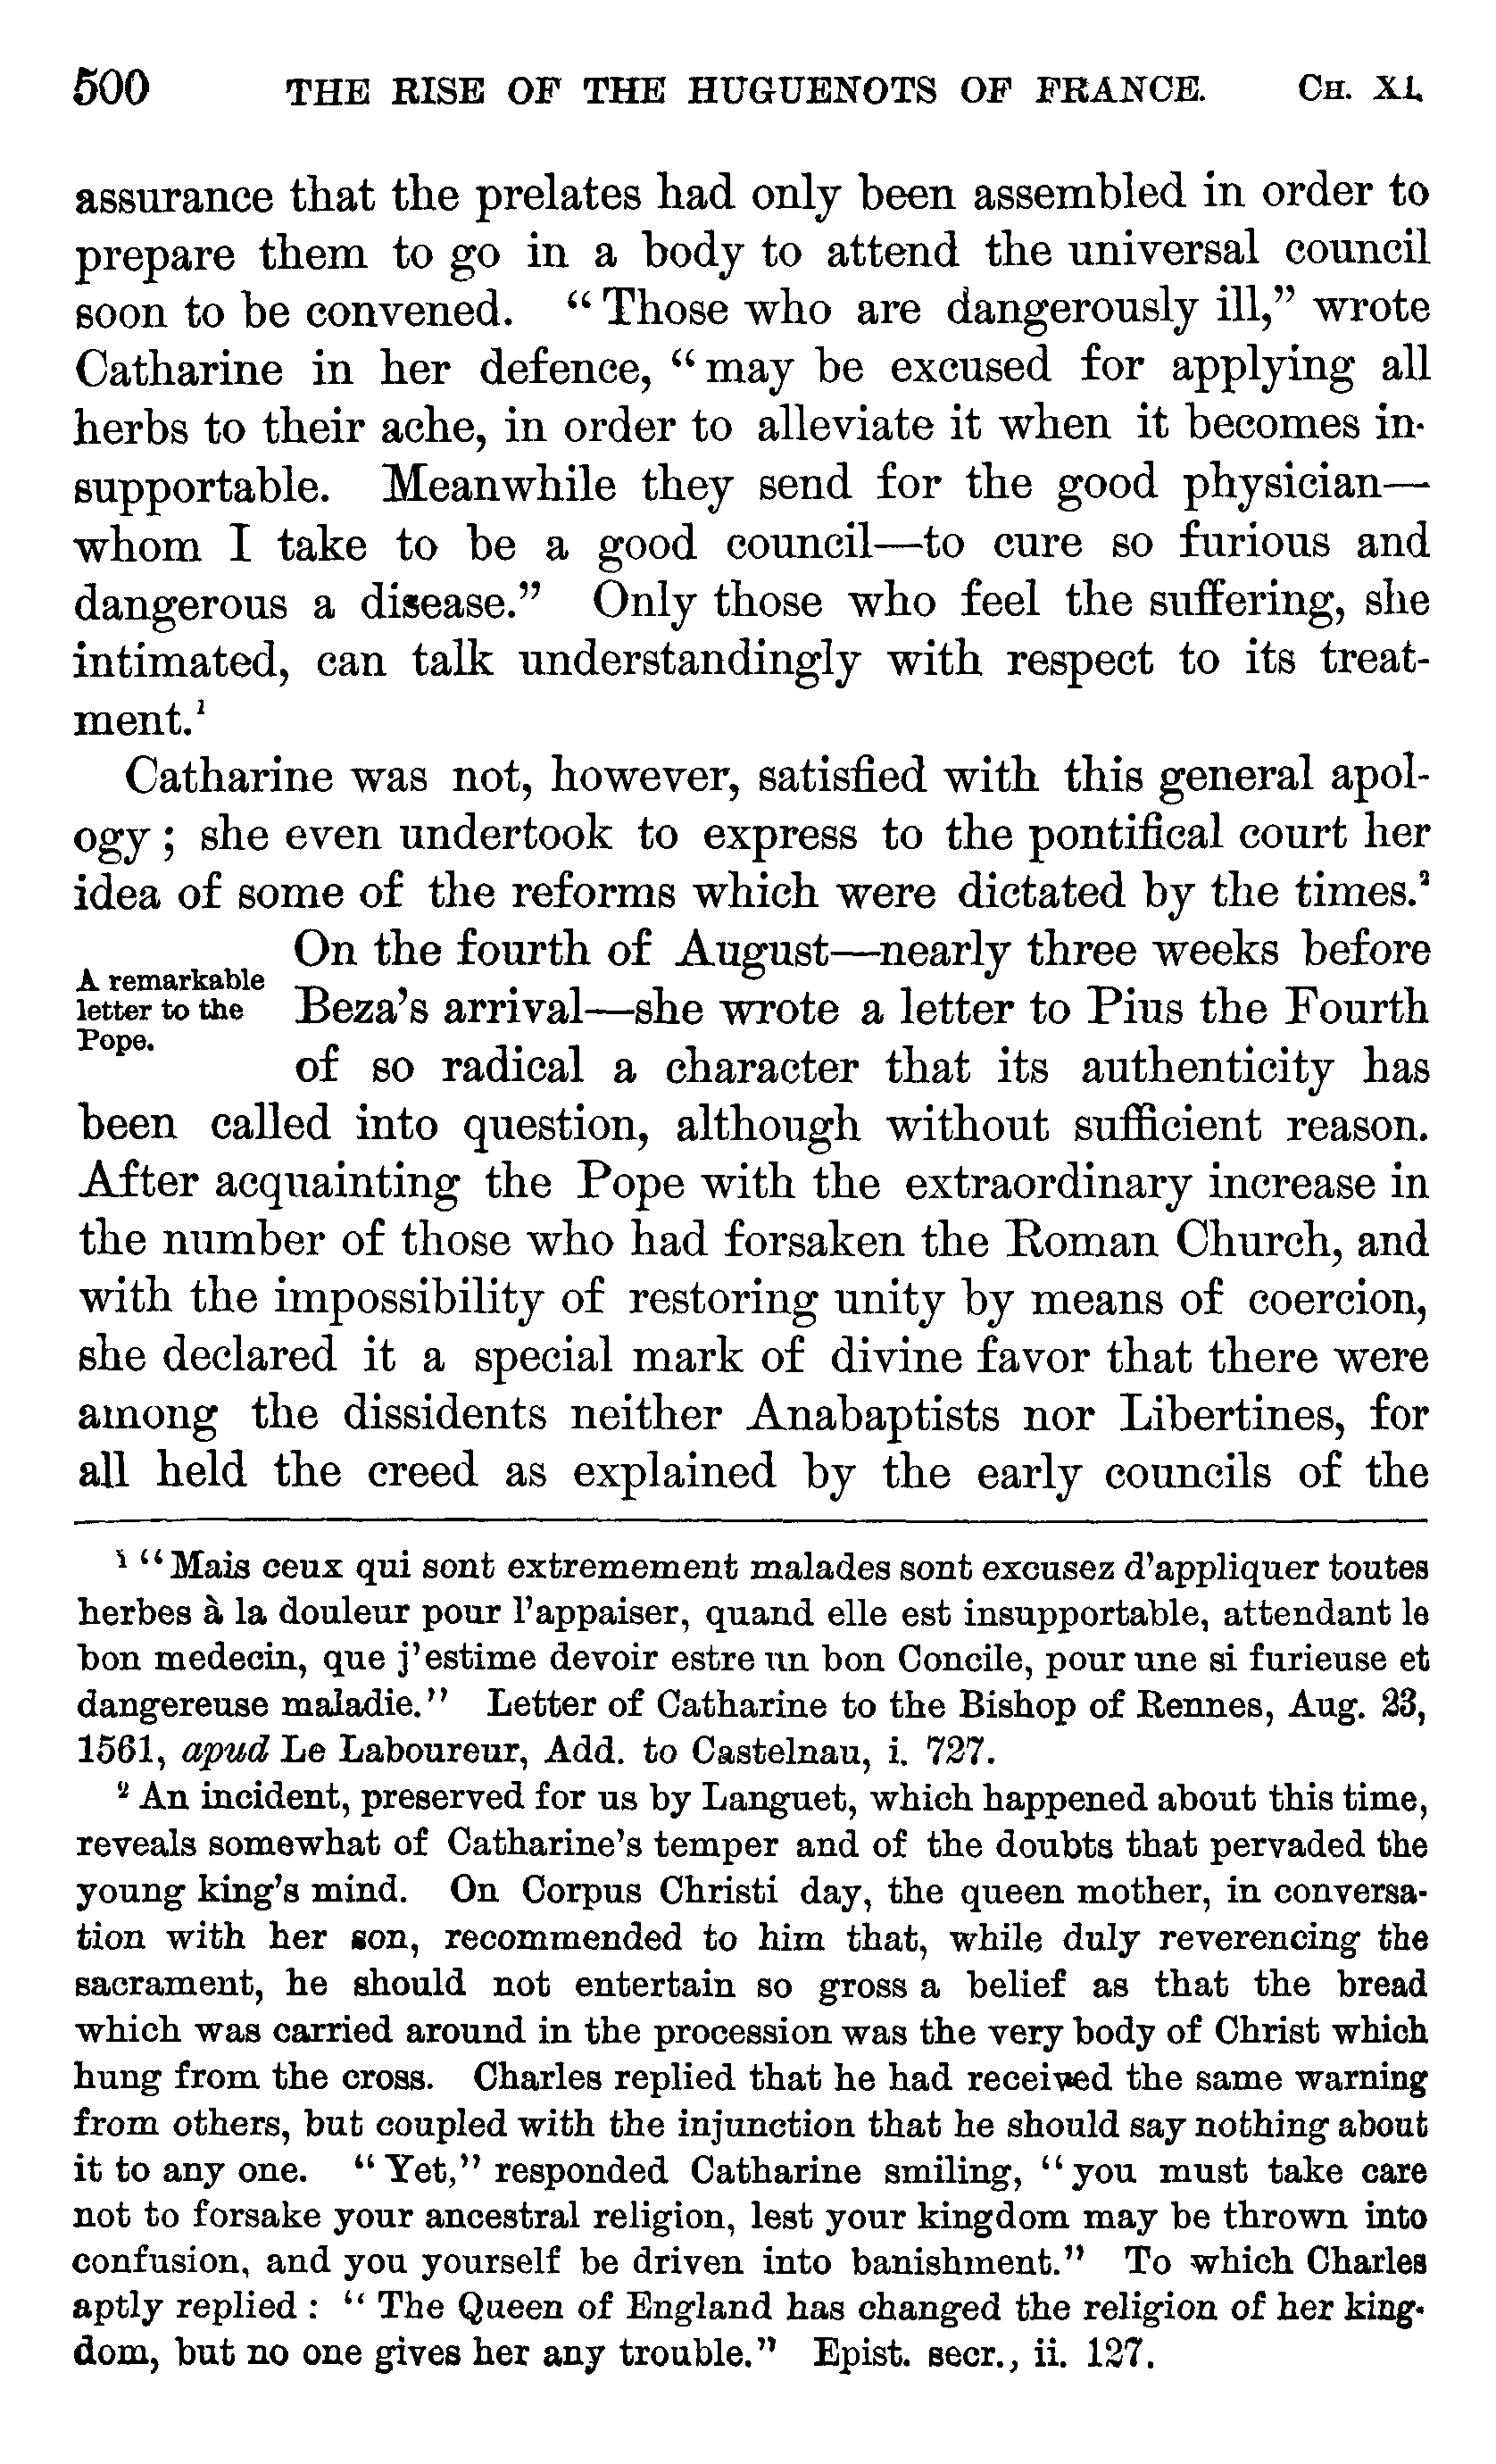 500 THE RISE OF THE HUGUENOTS OF FRANCE. CH. XI.
assurance that the prelates had only been assembled in order to
prepare them to go in a body to attend the universal council
soon to be convened. “Those who are dangerously ill,” wrote
Catharine in her defence, “may be excused for applying all
herbs to their ache, in order to alleviate it when it becomes in-
supportable. Meanwhile they send for the good physician—
whom I take to be a good council—to cure so furious and
dangerous a disease.” Only those who feel the suffering, she
intimated, can talk understandingly with respect to its treat-
ment.¹
Catharine was not, however, satisfied with this general apol-
ogy; she even undertook to express to the pontifical court her
idea of some of the reforms which were dictated by the times.²
A remarkable
letter to the
Pope.
On the fourth of August—nearly three weeks before
Beza’s arrival—she wrote a letter to Pius the Fourth
of so radical a character that its authenticity has
been called into question, although without sufficient reason.
After acquainting the Pope with the extraordinary increase in
the number of those who had forsaken the Roman Church, and
with the impossibility of restoring unity by means of coercion,
she declared it a special mark of divine favor that there were
among the dissidents neither Anabaptists nor Libertines, for
all held the creed as explained by the early councils of the
¹ “Mais ceux qui sont extremement malades sont excusez d’appliquer toutes
herbes à la douleur pour l’appaiser, quand elle est insupportable, attendant le
bon medecin, que j’estime devoir estre un bon Concile, pour une si furieuse et
dangereuse maladie.” Letter of Catharine to the Bishop of Rennes, Aug. 23,
1561, apud Le Laboureur, Add. to Castelnau, i. 727.
² An incident, preserved for us by Languet, which happened about this time,
reveals somewhat of Catharine’s temper and of the doubts that pervaded the
young king’s mind. On Corpus Christi day, the queen mother, in conversa-
tion with her son, recommended to him that, while duly reverencing the
sacrament, he should not entertain so gross a belief as that the bread
which was carried around in the procession was the very body of Christ which
hung from the cross. Charles replied that he had received the same warning
from others, but coupled with the injunction that he should say nothing about
it to any one. “Yet,” responded Catharine smiling, “you must take care
not to forsake your ancestral religion, lest your kingdom may be thrown into
confusion, and you yourself be driven into banishment.” To which Charles
aptly replied: “The Queen of England has changed the religion of her king-
dom, but no one gives her any trouble.” Epist. secr., ii. 127.